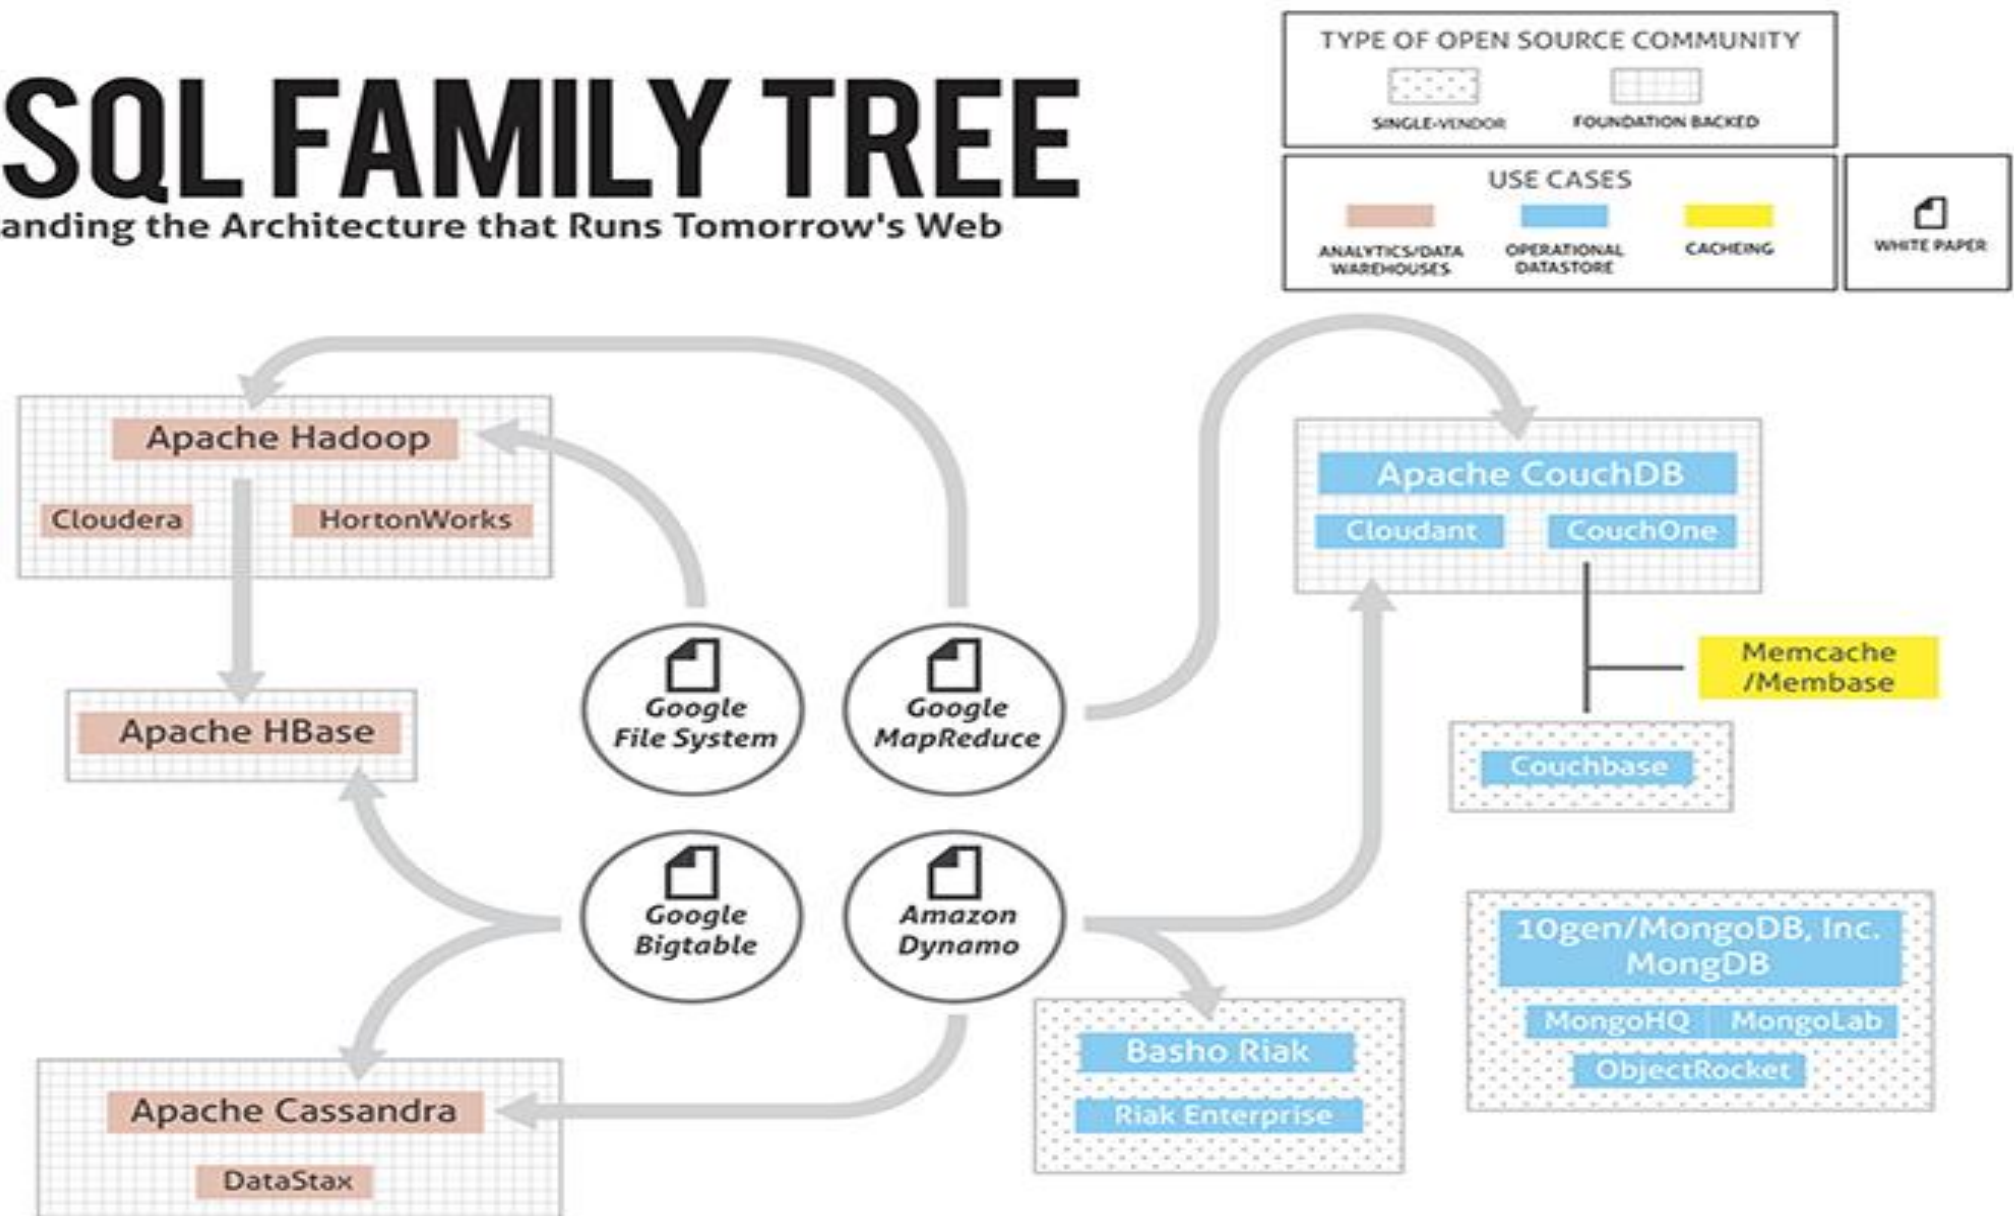 SQL FAMILY TREE
anding the Architecture that Runs Tomorrow's Web
TYPE OF OPEN SOURCE COMMUNITY
SINGLE-VENDOR
FOUNDATION BACKED
USE CASES
ANALYTICS/DATA
WAREHOUSES
OPERATIONAL
DATASTORE
CACHEING
WHITE PAPER
Apache Hadoop
Cloudera
HortonWorks
Apache HBase
Google
File System
Google
MapReduce
Google
Bigtable
Amazon
Dynamo
Apache Cassandra
DataStax
Apache CouchDB
Cloudant
CouchOne
Memcache
/Membase
Couchbase
Basho Riak
Riak Enterprise
10gen/MongoDB, Inc.
MongDB
MongoHQ
MongoLab
ObjectRocket